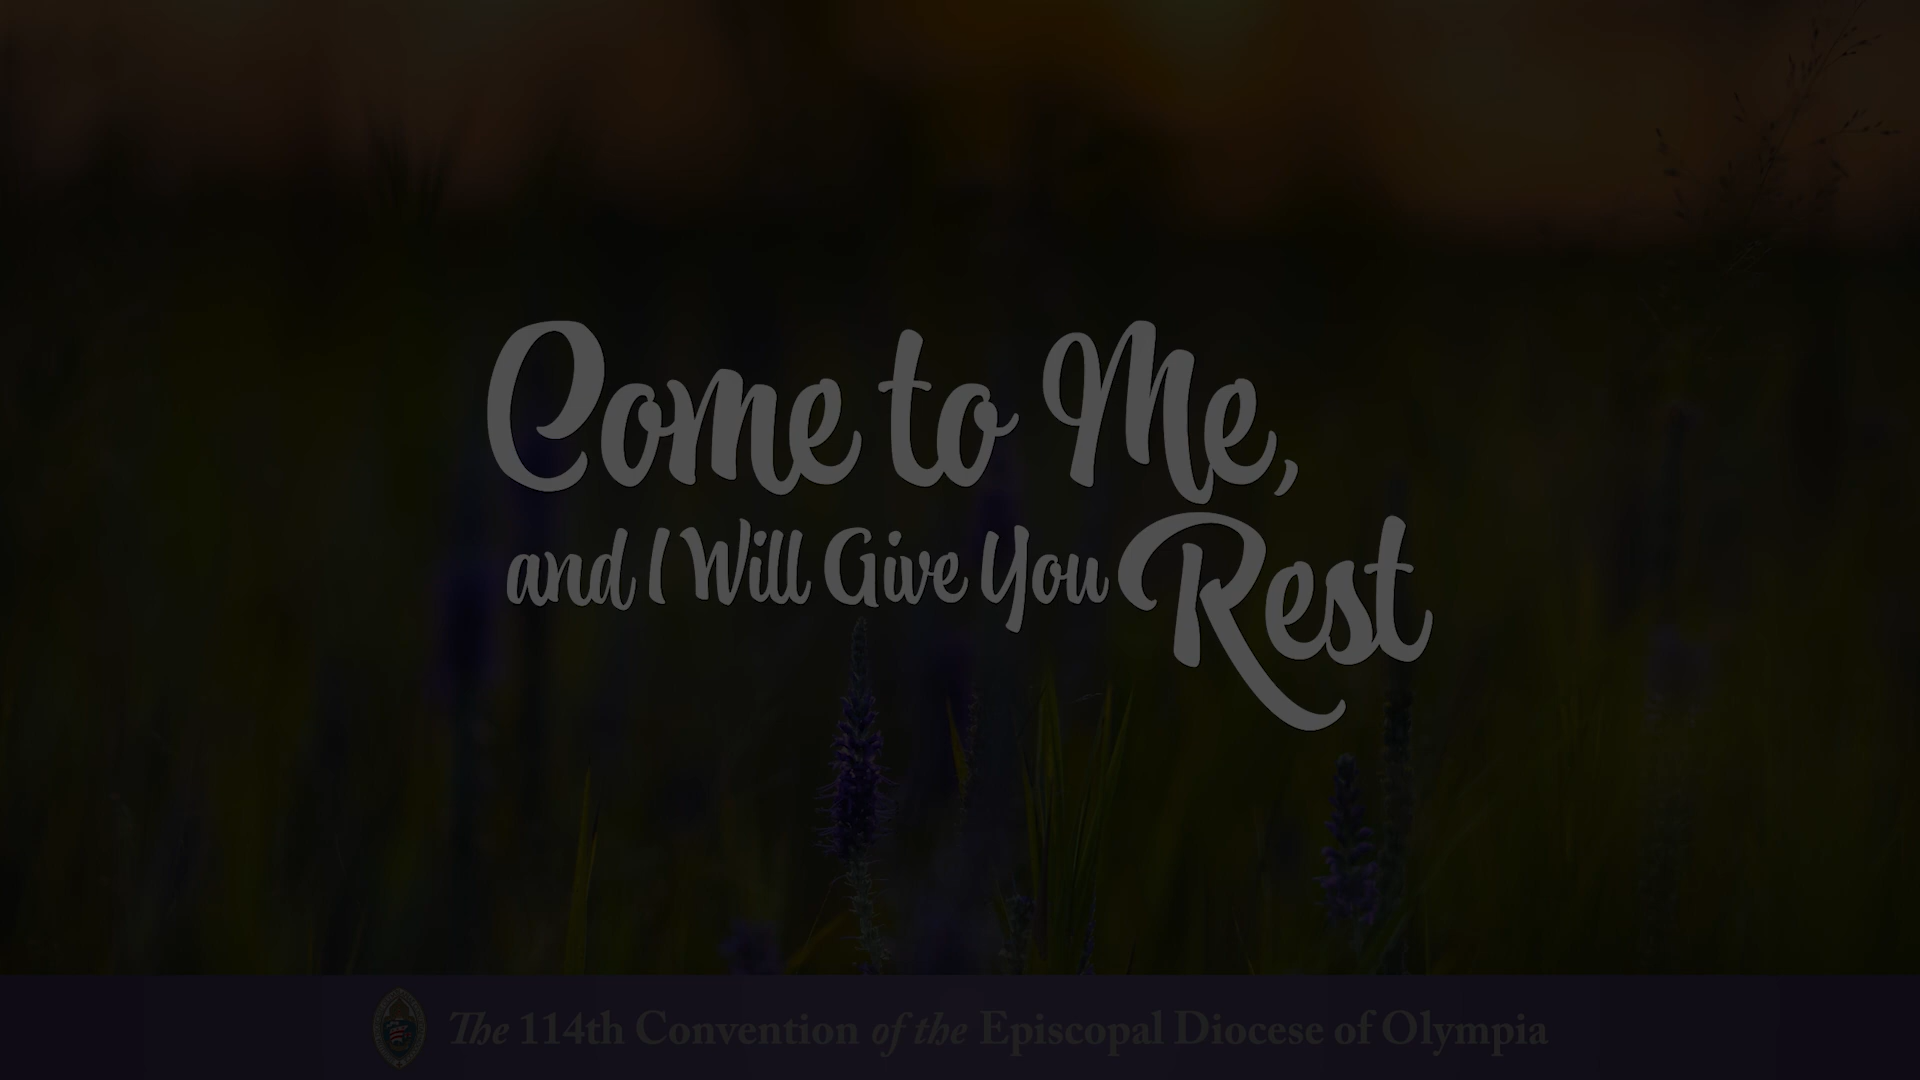 Come to Me,
and I Will Give You Rest
The 114th Convention of the Episcopal Diocese of Olympia